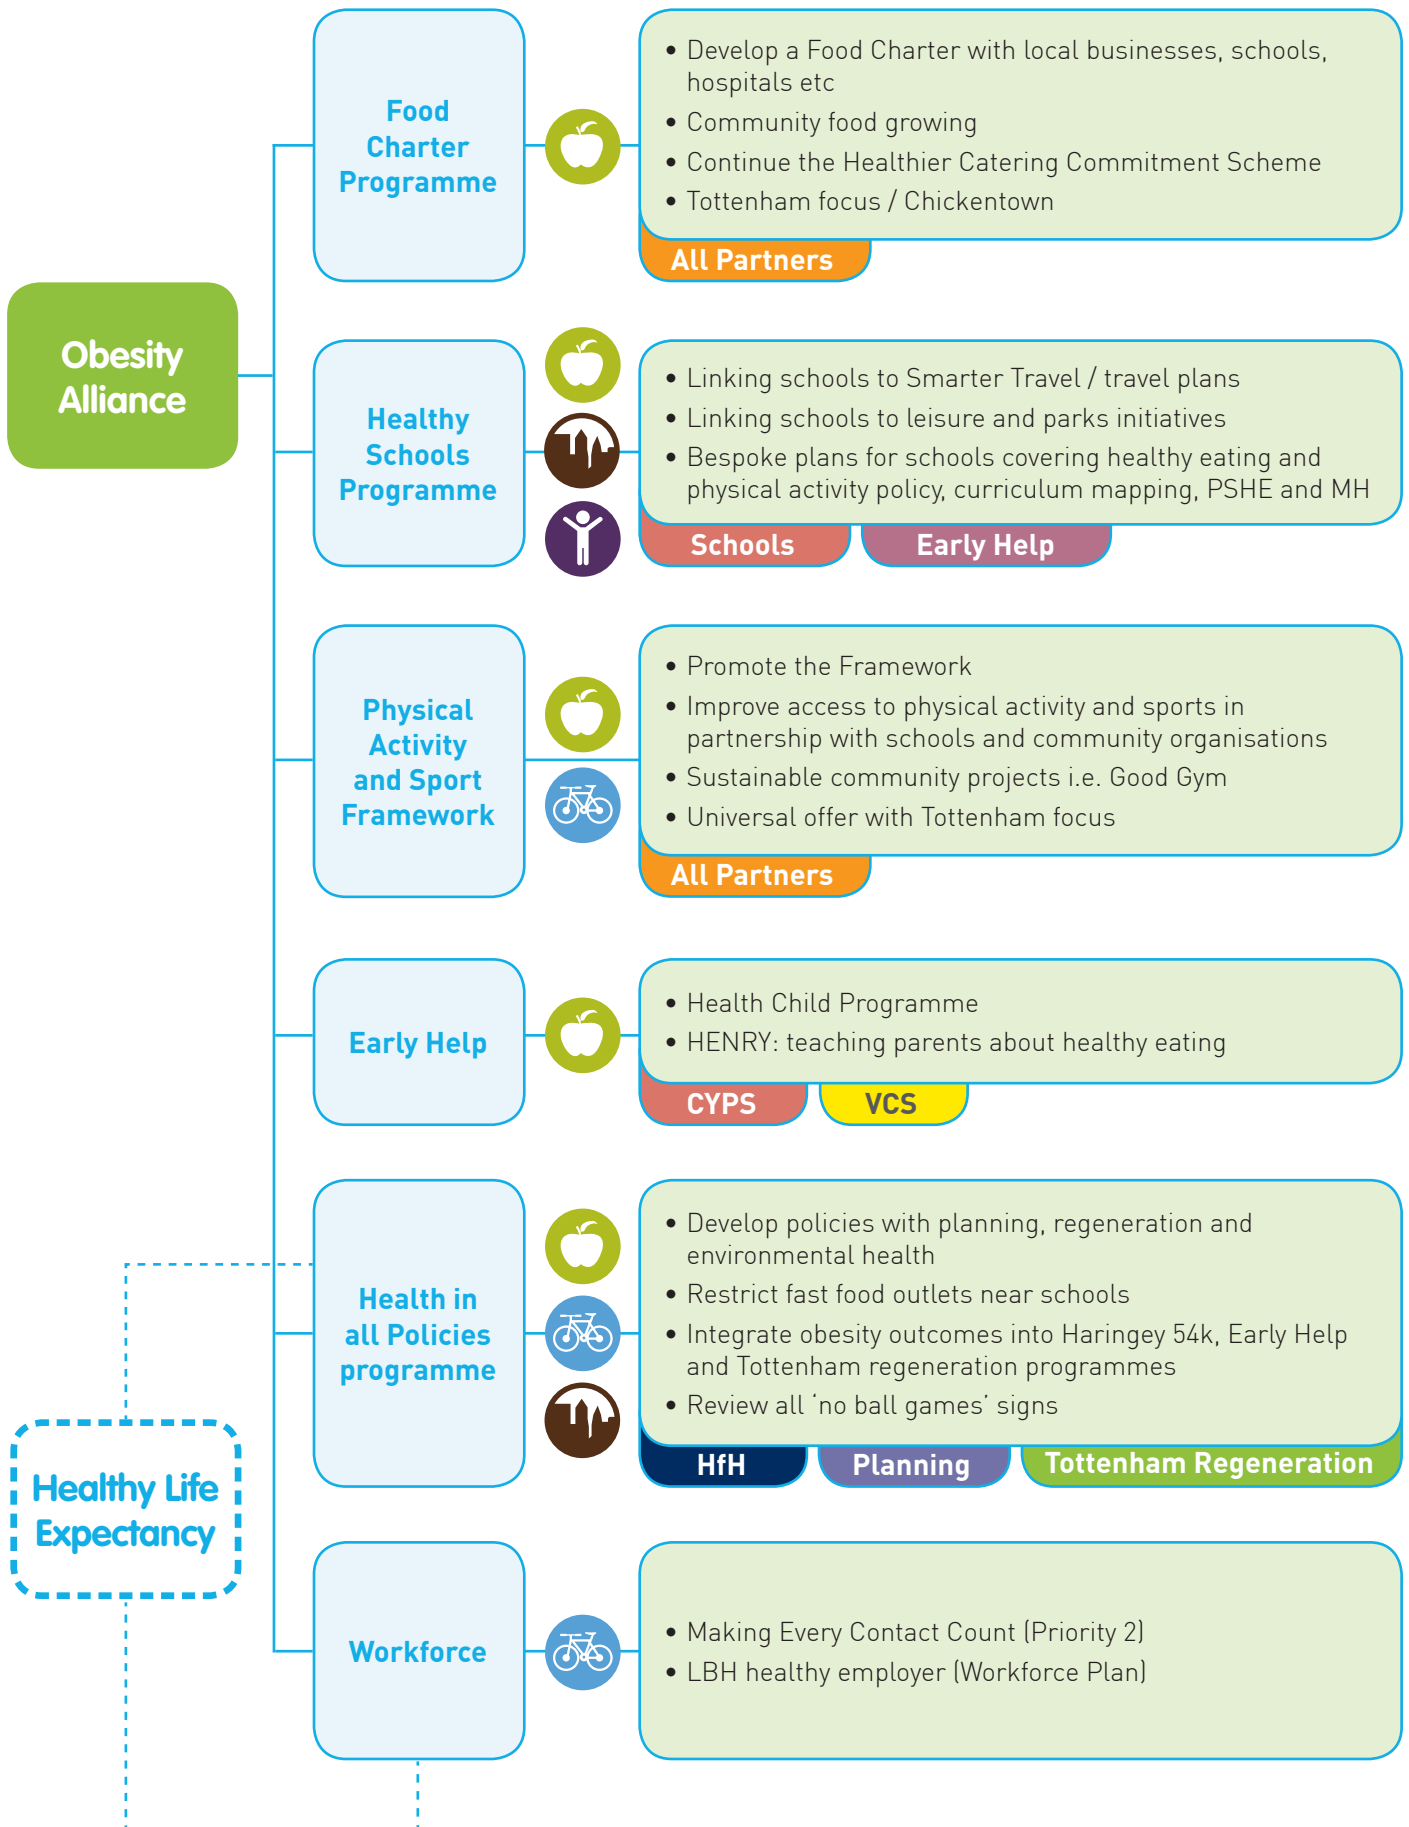 Obesity
Alliance
Food
Charter
Programme
• Develop a Food Charter with local businesses, schools,
hospitals etc
• Community food growing
• Continue the Healthier Catering Commitment Scheme
• Tottenham focus / Chickentown
All Partners
Healthy
Schools
Programme
• Linking schools to Smarter Travel / travel plans
• Linking schools to leisure and parks initiatives
• Bespoke plans for schools covering healthy eating and
physical activity policy, curriculum mapping, PSHE and MH
Schools
Early Help
Physical
Activity
and Sport
Framework
• Promote the Framework
• Improve access to physical activity and sports in
partnership with schools and community organisations
• Sustainable community projects i.e. Good Gym
• Universal offer with Tottenham focus
All Partners
Early Help
• Health Child Programme
• HENRY: teaching parents about healthy eating
CYPS
VCS
Health in
all Policies
programme
• Develop policies with planning, regeneration and
environmental health
• Restrict fast food outlets near schools
• Integrate obesity outcomes into Haringey 54k, Early Help
and Tottenham regeneration programmes
• Review all ‘no ball games’ signs
HfH
Planning
Tottenham Regeneration
Healthy Life
Expectancy
Workforce
• Making Every Contact Count (Priority 2)
• LBH healthy employer (Workforce Plan)